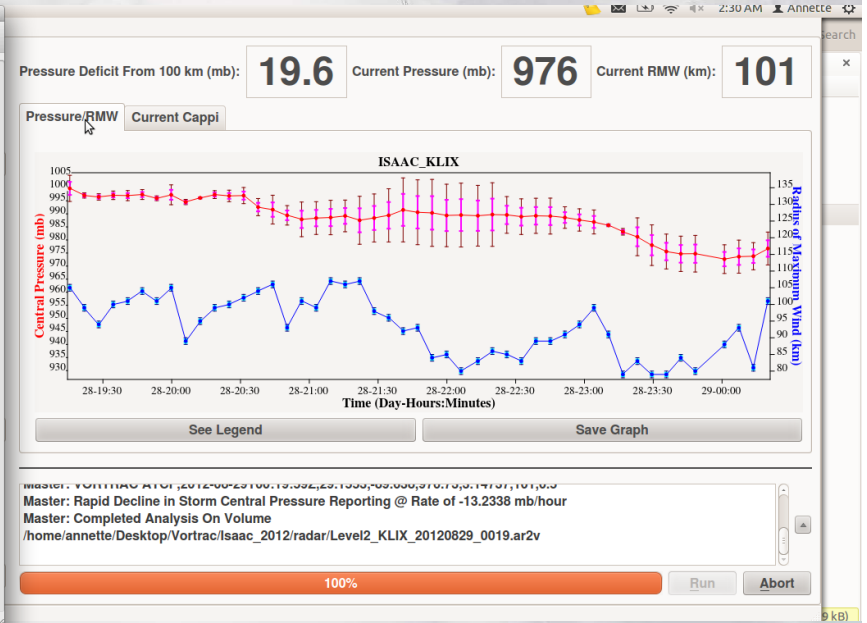 2:30 AM Annette
Search
Pressure Deficit From 100 km (mb): 19.6 Current Pressure (mb): 976 Current RMW (km): 101
Pressure/RMW Current Cappi
ISAAC_KLIX
1005
1000
995
990
985
980
975
970
965
960
955
950
945
940
935
930
Central Pressure (mb)
135
130
125
120
115
110
105
100
95
90
85
80
Radius of Maximum Wind (km)
28-19:30 28-20:00 28-20:30 28-21:00 28-21:30 28-22:00 28-22:30 28-23:00 28-23:30 29-00:00
Time (Day-Hours:Minutes)
See Legend Save Graph
Master: Rapid Decline in Storm Central Pressure Reporting @ Rate of -13.2338 mb/hour
Master: Completed Analysis On Volume
/home/annette/Desktop/Vortrac/Isaac_2012/radar/Level2_KLIX_20120829_0019.ar2v
100% Run Abort
9 kB)